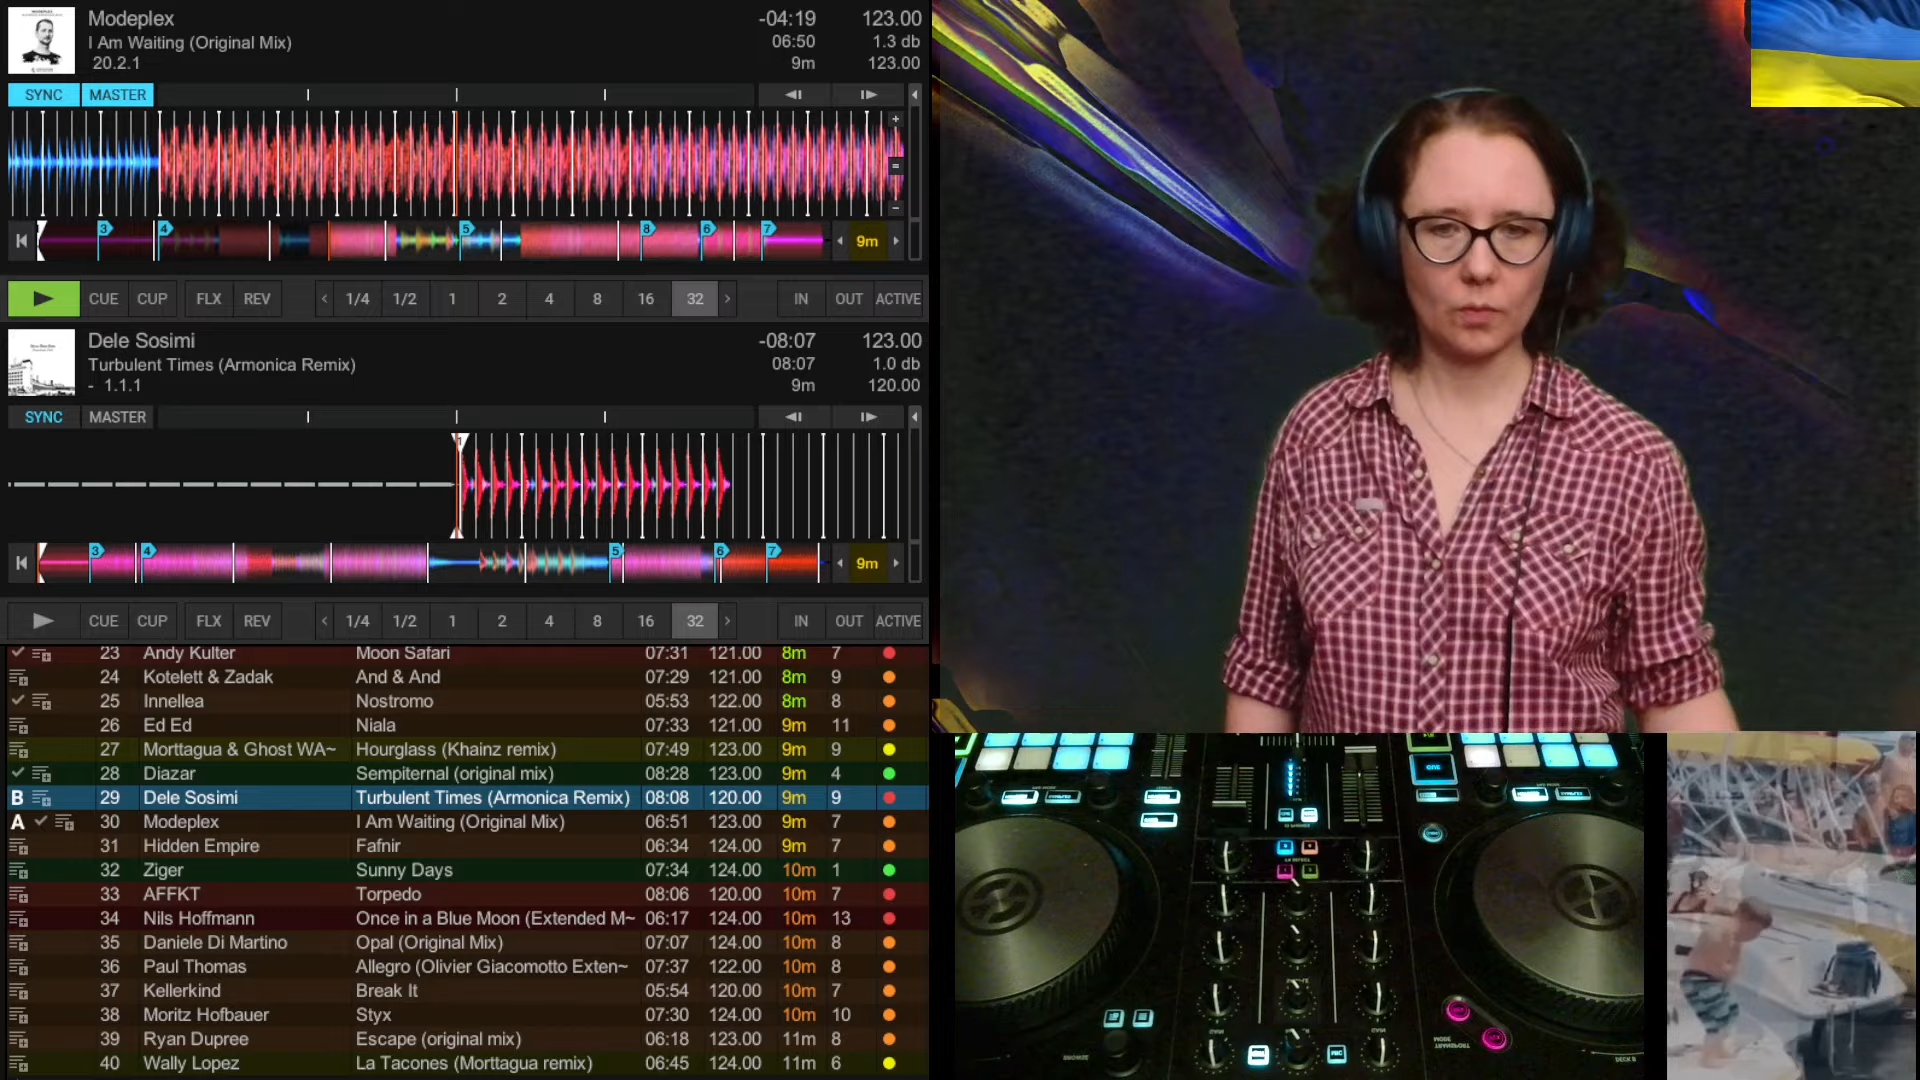 Modeplex -04:19 123.00
I Am Waiting (Original Mix) 06:50 1.3 db
20.2.1 9m 123.00
SYNC MASTER
3 4 5 8 6 7 9m
CUE CUP FLX REV < 1/4 1/2 1 2 4 8 16 32 > IN OUT ACTIVE
Dele Sosimi -08:07 123.00
Turbulent Times (Armonica Remix) 08:07 1.0 db
- 1.1.1 9m 120.00
SYNC MASTER
1
3 4 5 6 7 9m
CUE CUP FLX REV < 1/4 1/2 1 2 4 8 16 32 > IN OUT ACTIVE
23 Andy Kulter Moon Safari 07:31 121.00 8m 7
24 Kotelett & Zadak And & And 07:29 121.00 8m 9
25 Innellea Nostromo 05:53 122.00 8m 8
26 Ed Ed Niala 07:33 121.00 9m 11
27 Morttagua & Ghost WA~ Hourglass (Khainz remix) 07:49 123.00 9m 9
28 Diazar Sempiternal (original mix) 08:28 123.00 9m 4
B 29 Dele Sosimi Turbulent Times (Armonica Remix) 08:08 120.00 9m 9
A 30 Modeplex I Am Waiting (Original Mix) 06:51 123.00 9m 7
31 Hidden Empire Fafnir 06:34 124.00 9m 7
32 Ziger Sunny Days 07:34 124.00 10m 1
33 AFFKT Torpedo 08:06 120.00 10m 7
34 Nils Hoffmann Once in a Blue Moon (Extended M~ 06:17 124.00 10m 13
35 Daniele Di Martino Opal (Original Mix) 07:07 124.00 10m 8
36 Paul Thomas Allegro (Olivier Giacomotto Exten~ 07:37 122.00 10m 8
37 Kellerkind Break It 05:54 120.00 10m 7
38 Moritz Hofbauer Styx 07:30 124.00 10m 10
39 Ryan Dupree Escape (original mix) 06:18 123.00 11m 8
40 Wally Lopez La Tacones (Morttagua remix) 06:45 124.00 11m 6